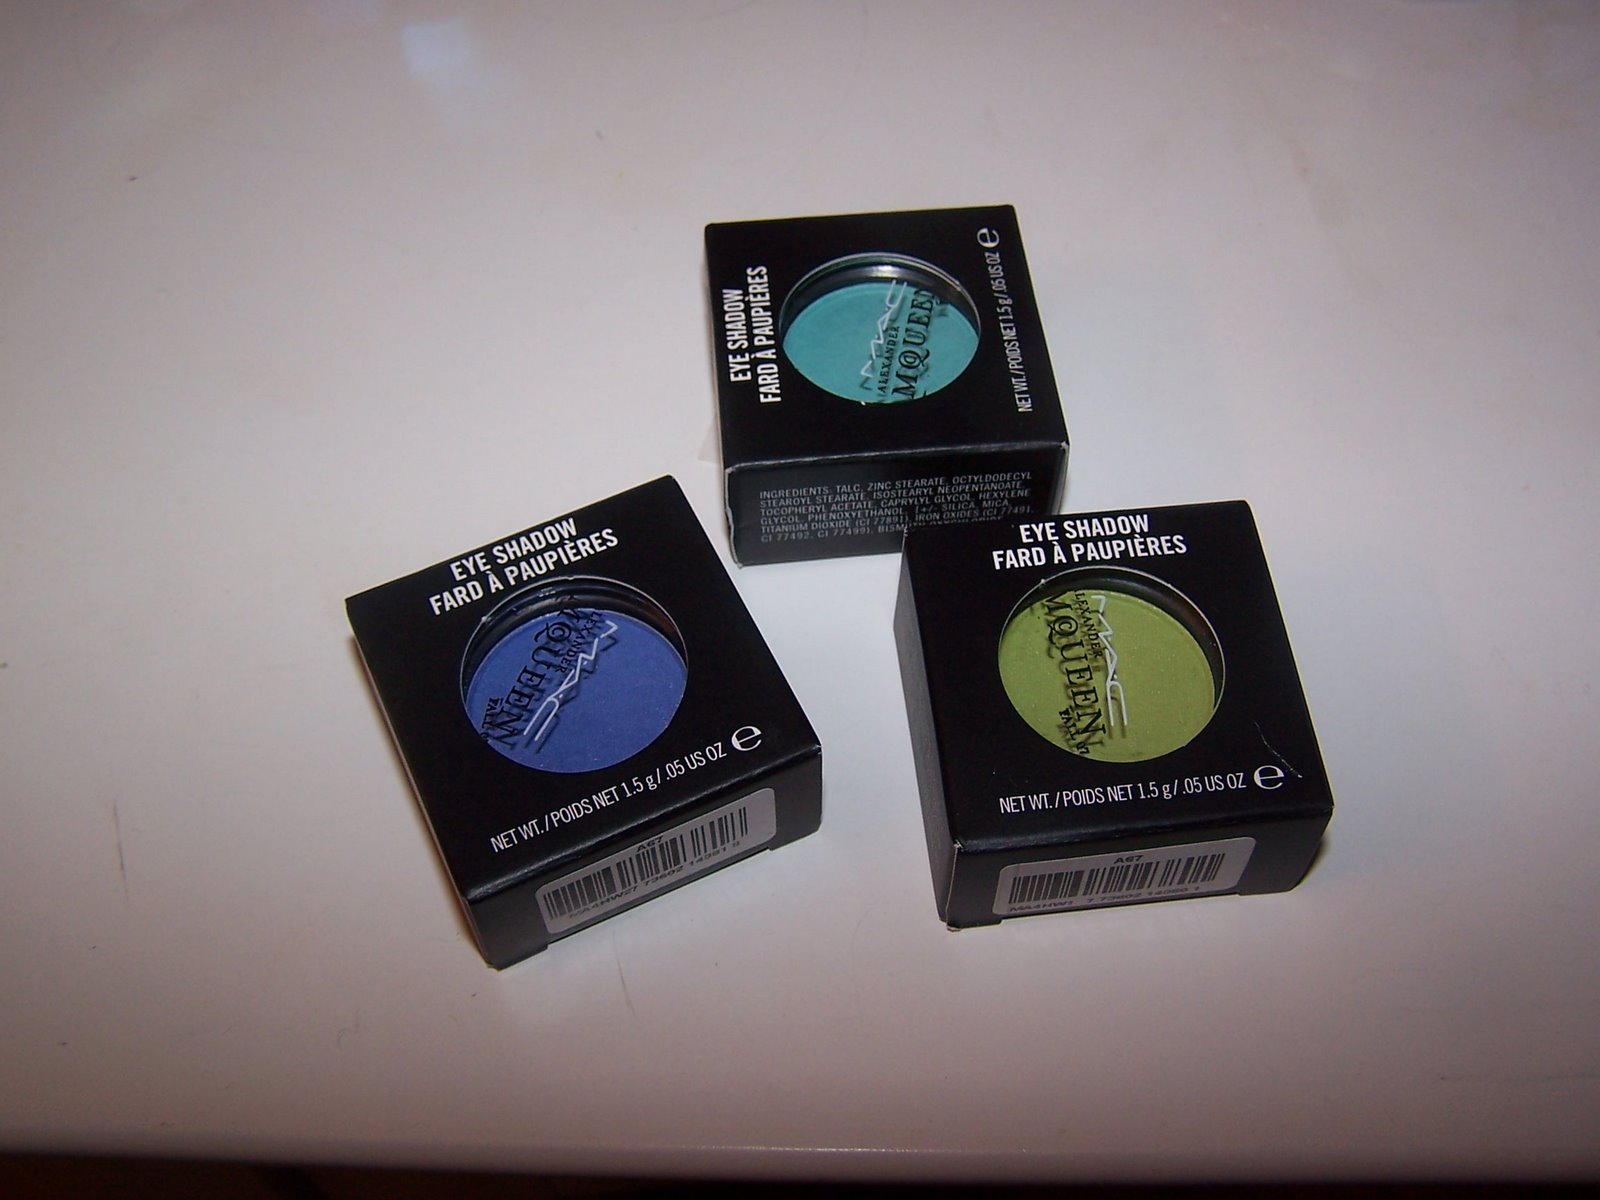 EYE SHADOW
FARD À PAUPIÈRES
MAC
ALEXANDER
MCQUEEN
NET WT. / POIDS NET 1.5 g / .05 US OZ e
INGREDIENTS: TALC, ZINC STEARATE, OCTYLDODECYL
STEAROYL STEARATE, ISOSTEARYL NEOPENTANOATE,
TOCOPHERYL ACETATE, CAPRYLYL GLYCOL, HEXYLENE
GLYCOL, PHENOXYETHANOL, [+/- SILICA, MICA,
TITANIUM DIOXIDE (CI 77891), IRON OXIDES (CI 77491,
CI 77492, CI 77499), BISMUTH OXYCHLORIDE
EYE SHADOW
FARD À PAUPIÈRES
MAC
ALEXANDER
MCQUEEN
NET WT. / POIDS NET 1.5 g / .05 US OZ e
A67
EYE SHADOW
FARD À PAUPIÈRES
MAC
ALEXANDER
MCQUEEN
FALL 07
NET WT. / POIDS NET 1.5 g / .05 US OZ e
A67